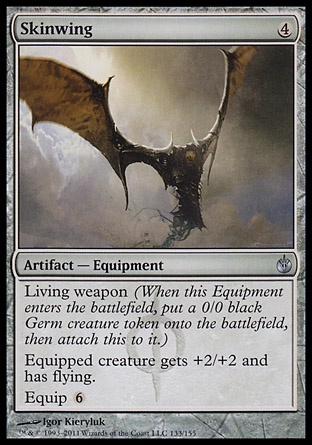 Skinwing 4
Artifact — Equipment
Living weapon (When this Equipment
enters the battlefield, put a 0/0 black
Germ creature token onto the battlefield,
then attach this to it.)
Equipped creature gets +2/+2 and
has flying.
Equip 6
Igor Kieryluk
™ & © 1993–2011 Wizards of the Coast LLC 133/155